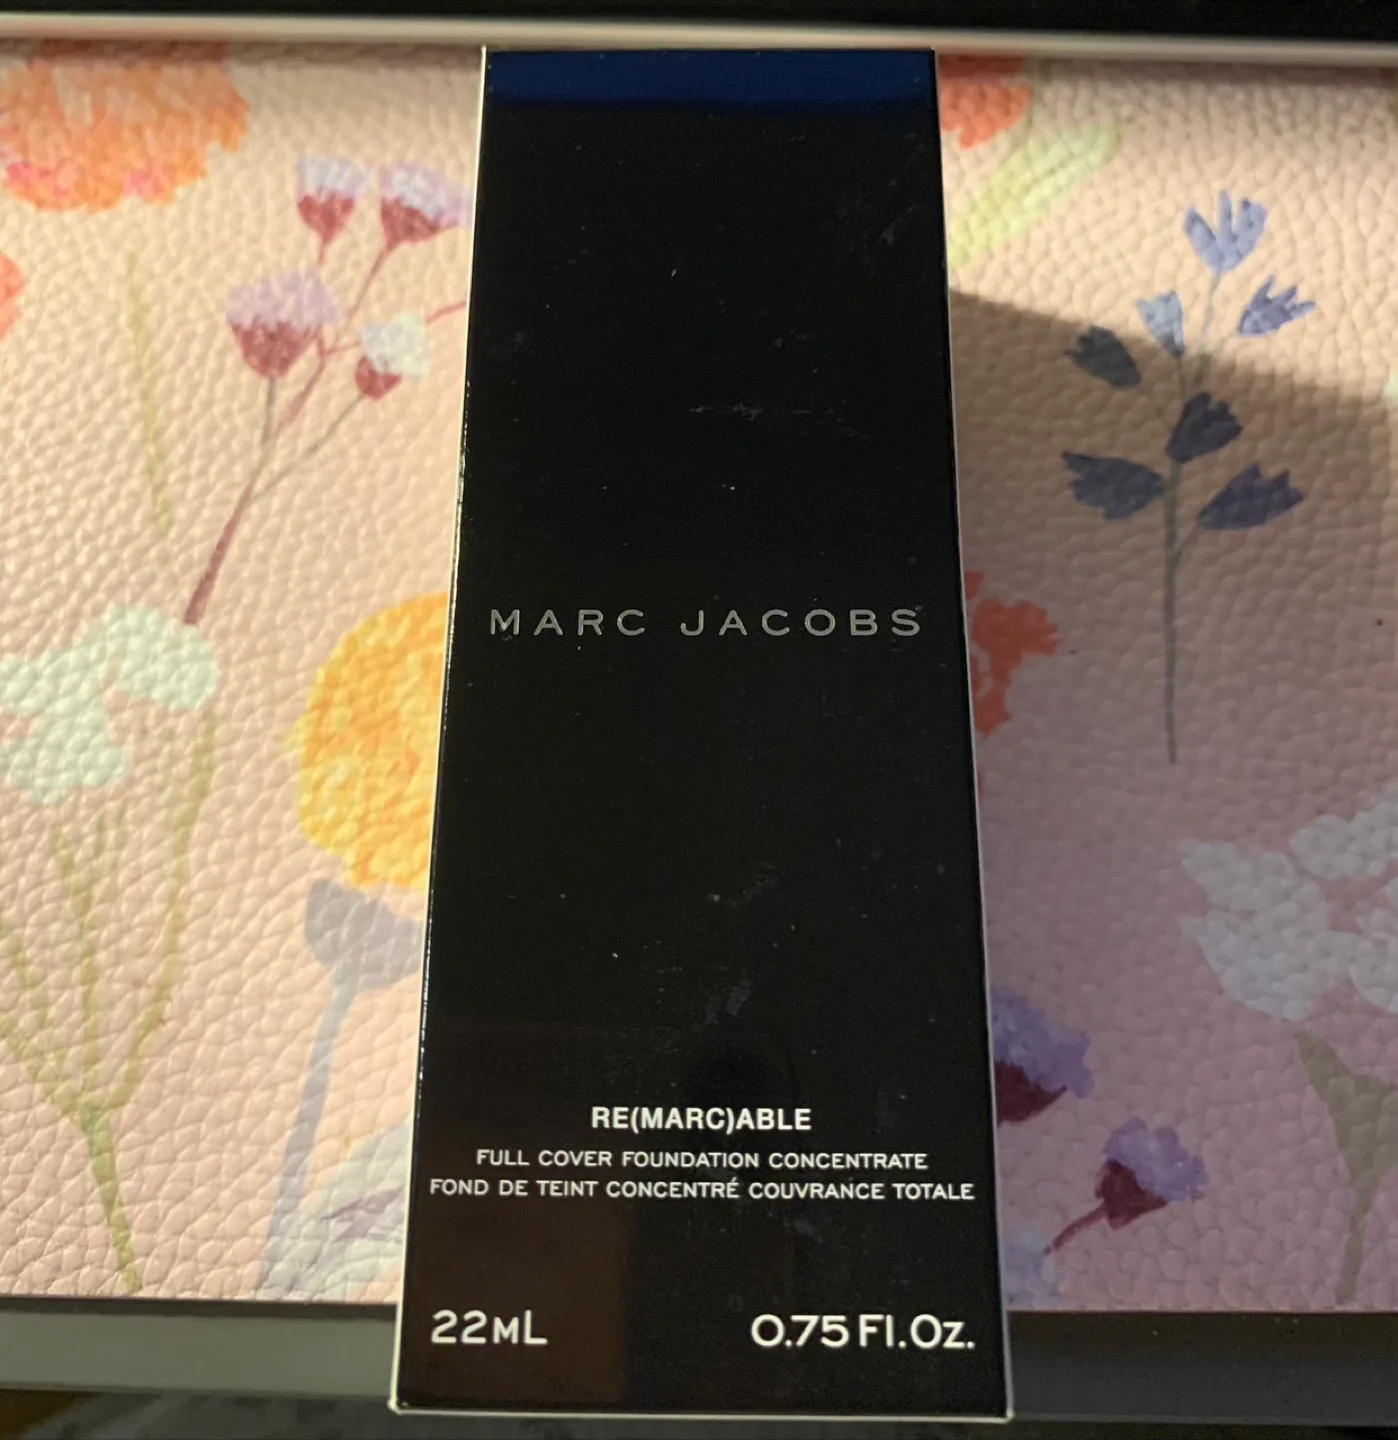 MARC JACOBS
RE(MARC)ABLE
FULL COVER FOUNDATION CONCENTRATE
FOND DE TEINT CONCENTRÉ COUVRANCE TOTALE
22mL 0.75 Fl.Oz.